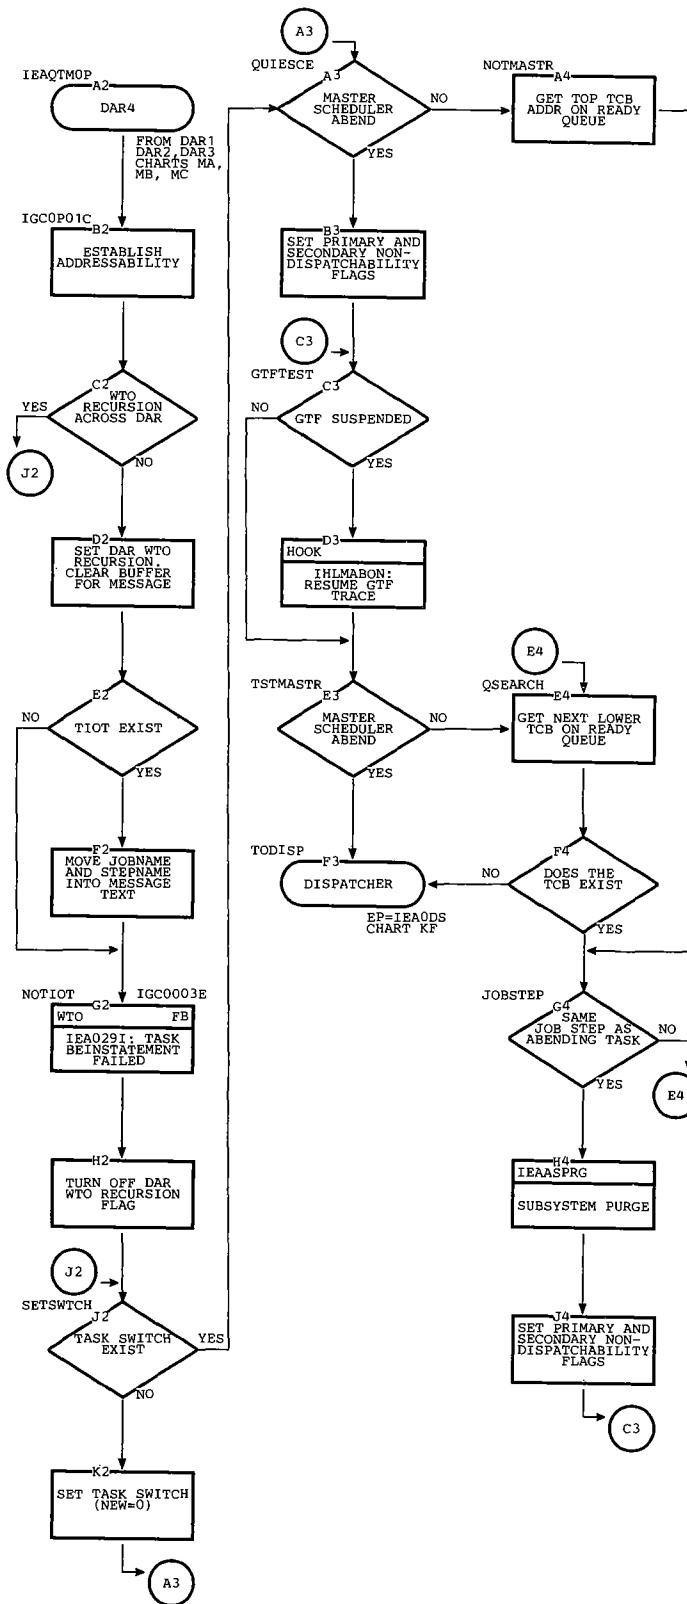 IEAQTM0P
A2
DAR4
FROM DAR1
DAR2,DAR3
CHARTS MA,
MB, MC
IGC0P01C
B2
ESTABLISH
ADDRESSABILITY
C2
WTO
RECURSION
ACROSS DAR
YES
NO
J2
D2
SET DAR WTO
RECURSION.
CLEAR BUFFER
FOR MESSAGE
E2
TIOT EXIST
NO
YES
F2
MOVE JOBNAME
AND STEPNAME
INTO MESSAGE
TEXT
NOTIOT
G2
IGC0003E
WTO FB
IEA029I: TASK
BEINSTATEMENT
FAILED
H2
TURN OFF DAR
WTO RECURSION
FLAG
J2
SETSWTCH
J2
TASK SWITCH
EXIST
YES
NO
K2
SET TASK SWITCH
(NEW=0)
A3
A3
QUIESCE
A3
MASTER
SCHEDULER
ABEND
NO
YES
B3
SET PRIMARY AND
SECONDARY NON-
DISPATCHABILITY
FLAGS
C3
GTFTEST
C3
GTF SUSPENDED
NO
YES
D3
HOOK
IHLMABON:
RESUME GTF
TRACE
TSTMASTR
E3
MASTER
SCHEDULER
ABEND
NO
YES
TODISP
F3
DISPATCHER
EP=IEA0DS
CHART KF
NOTMASTR
A4
GET TOP TCB
ADDR ON READY
QUEUE
E4
QSEARCH
E4
GET NEXT LOWER
TCB ON READY
QUEUE
F4
DOES THE
TCB EXIST
NO
YES
JOBSTEP
G4
SAME
JOB STEP AS
ABENDING TASK
NO
YES
E4
H4
IEAASPRG
SUBSYSTEM PURGE
J4
SET PRIMARY AND
SECONDARY NON-
DISPATCHABILITY
FLAGS
C3